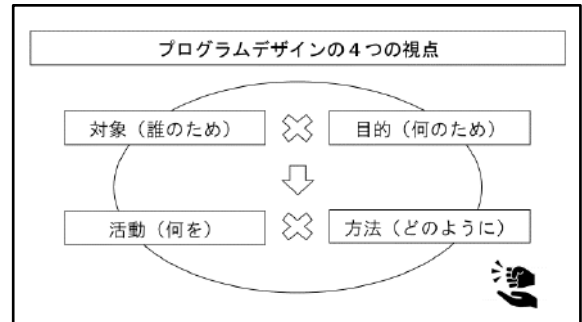 プログラムデザインの４つの視点
対象（誰のため）
目的（何のため）
活動（何を）
方法（どのように）